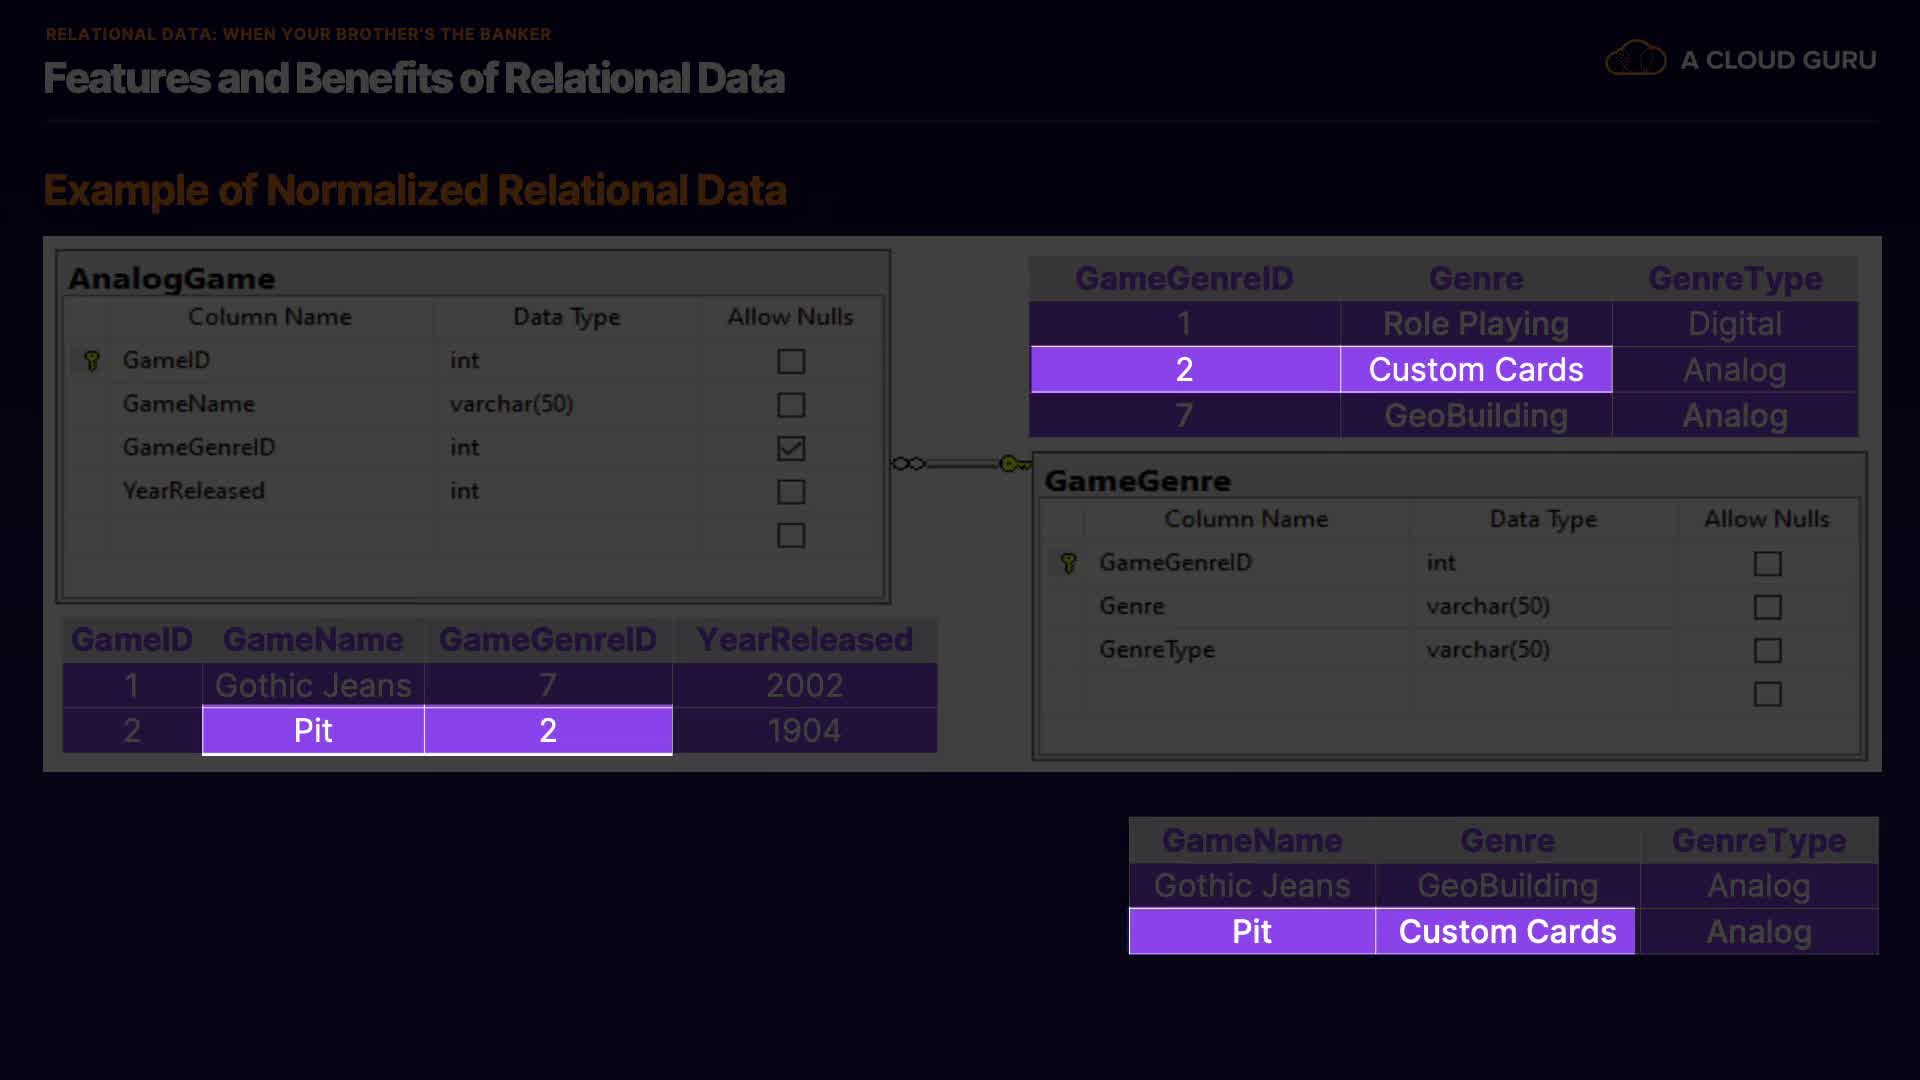 RELATIONAL DATA: WHEN YOUR BROTHER'S THE BANKER
Features and Benefits of Relational Data
A CLOUD GURU
Example of Normalized Relational Data
AnalogGame
Column Name Data Type Allow Nulls
GameID int
GameName varchar(50)
GameGenreID int
YearReleased int
GameGenreID Genre GenreType
1 Role Playing Digital
2 Custom Cards Analog
7 GeoBuilding Analog
GameGenre
Column Name Data Type Allow Nulls
GameGenreID int
Genre varchar(50)
GenreType varchar(50)
GameID GameName GameGenreID YearReleased
1 Gothic Jeans 7 2002
2 Pit 2 1904
GameName Genre GenreType
Gothic Jeans GeoBuilding Analog
Pit Custom Cards Analog